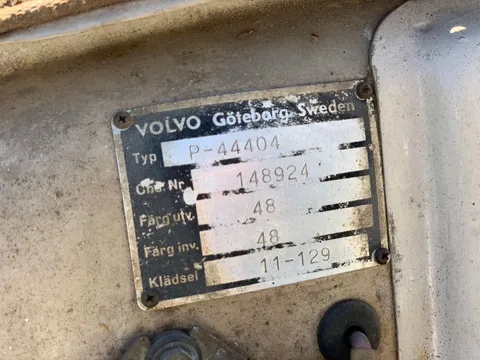 VOLVO Göteborg, Sweden
Typ P-44404
Chs. Nr. 148924
Färg utv. 48
Färg inv. 48
Klädsel 11-129